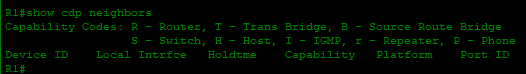 R1#show cdp neighbors
Capability Codes: R - Router, T - Trans Bridge, B - Source Route Bridge
                  S - Switch, H - Host, I - IGMP, r - Repeater, P - Phone
Device ID    Local Intrfce   Holdtme    Capability   Platform    Port ID
R1#